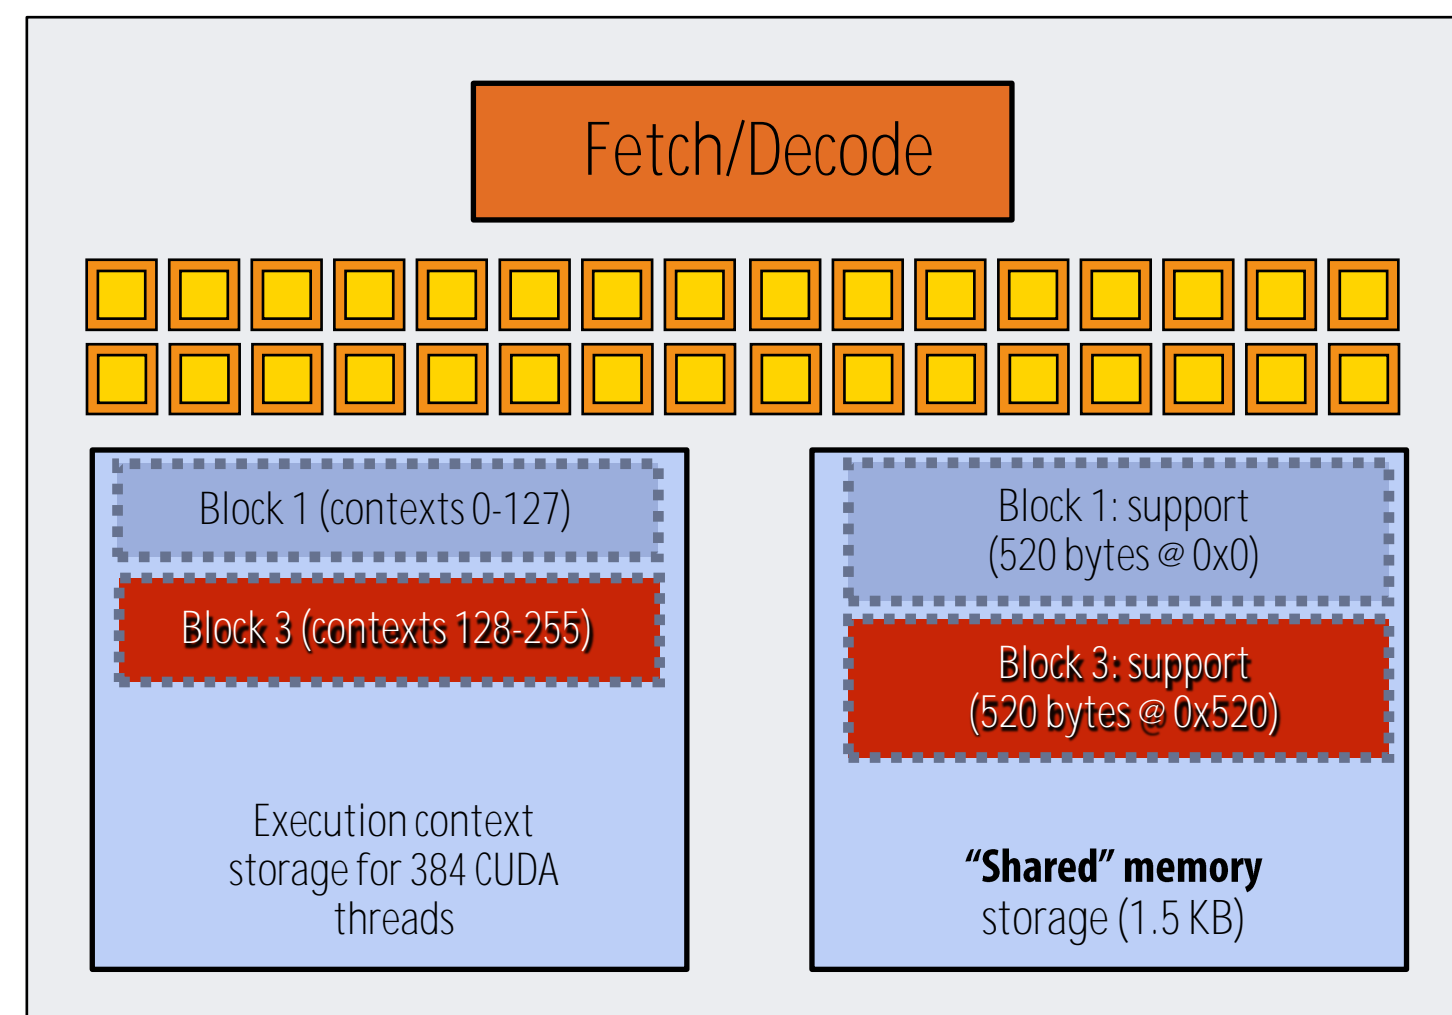 Fetch/Decode
Block 1 (contexts 0-127)
Block 3 (contexts 128-255)
Execution context
storage for 384 CUDA
threads
Block 1: support
(520 bytes @ 0x0)
Block 3: support
(520 bytes @ 0x520)
“Shared” memory
storage (1.5 KB)